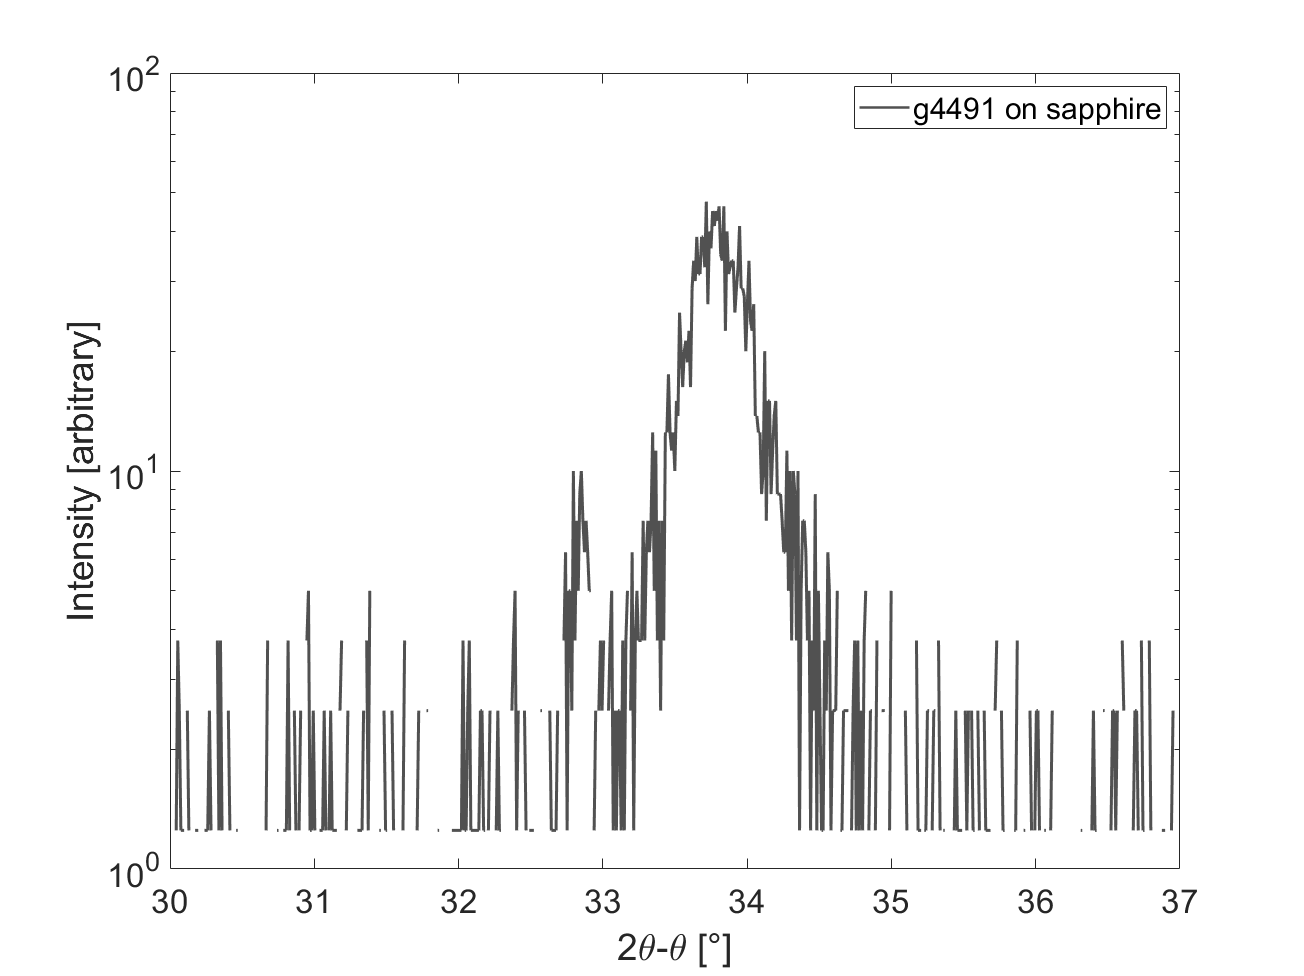 10²
g4491 on sapphire
Intensity [arbitrary]
10¹
10⁰
30 31 32 33 34 35 36 37
2θ-θ [°]